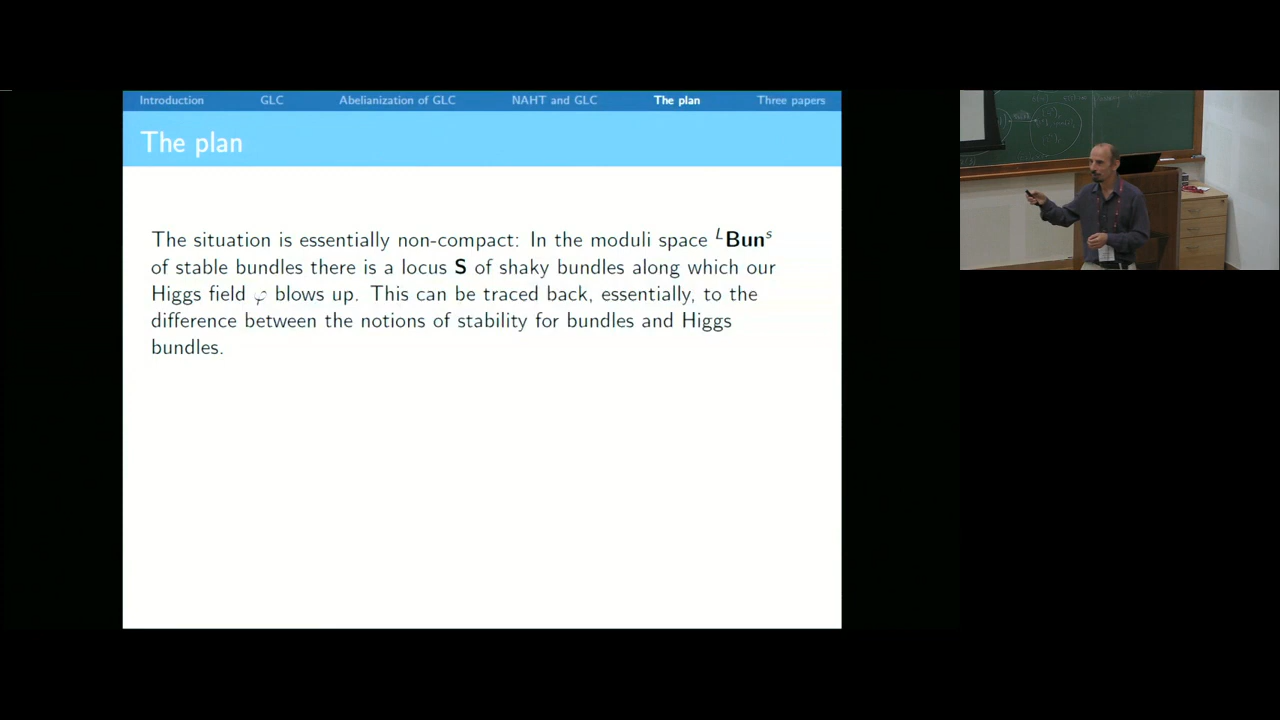 Introduction GLC Abelianization of GLC NAHT and GLC The plan Three papers
The plan
The situation is essentially non-compact: In the moduli space ᴸBunˢ
of stable bundles there is a locus S of shaky bundles along which our
Higgs field φ blows up. This can be traced back, essentially, to the
difference between the notions of stability for bundles and Higgs
bundles.